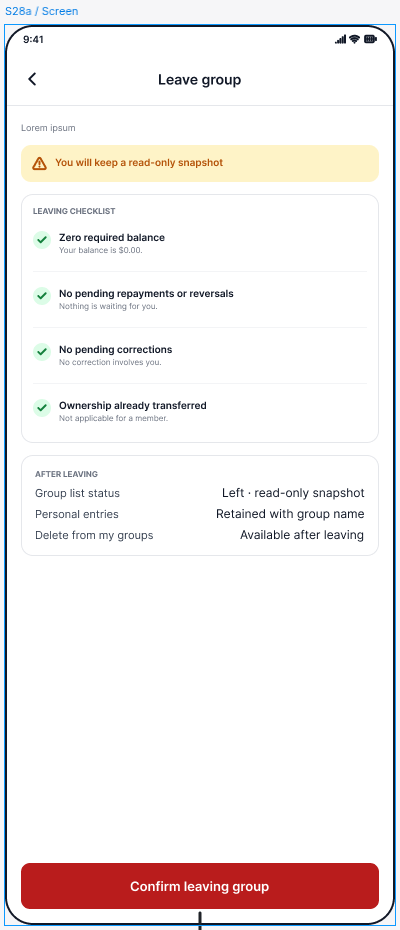 S28a / Screen
9:41
Leave group
Lorem ipsum
You will keep a read-only snapshot
LEAVING CHECKLIST
Zero required balance
Your balance is $0.00.
No pending repayments or reversals
Nothing is waiting for you.
No pending corrections
No correction involves you.
Ownership already transferred
Not applicable for a member.
AFTER LEAVING
Group list status Left · read-only snapshot
Personal entries Retained with group name
Delete from my groups Available after leaving
Confirm leaving group